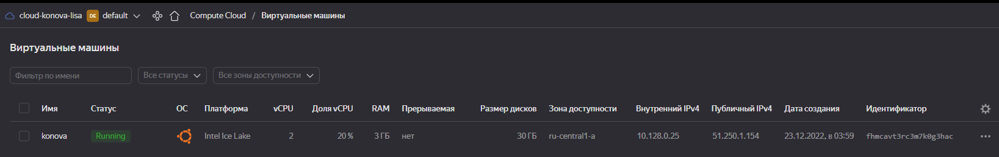 cloud-konova-lisa DE default Compute Cloud / Виртуальные машины
Виртуальные машины
Фильтр по имени Все статусы Все зоны доступности
Имя Статус ОС Платформа vCPU Доля vCPU RAM Прерываемая Размер дисков Зона доступности Внутренний IPv4 Публичный IPv4 Дата создания Идентификатор
konova Running Intel Ice Lake 2 20 % 3 ГБ нет 30 ГБ ru-central1-a 10.128.0.25 51.250.1.154 23.12.2022, в 03:59 fhmcavt3rc3m7k0g3hac